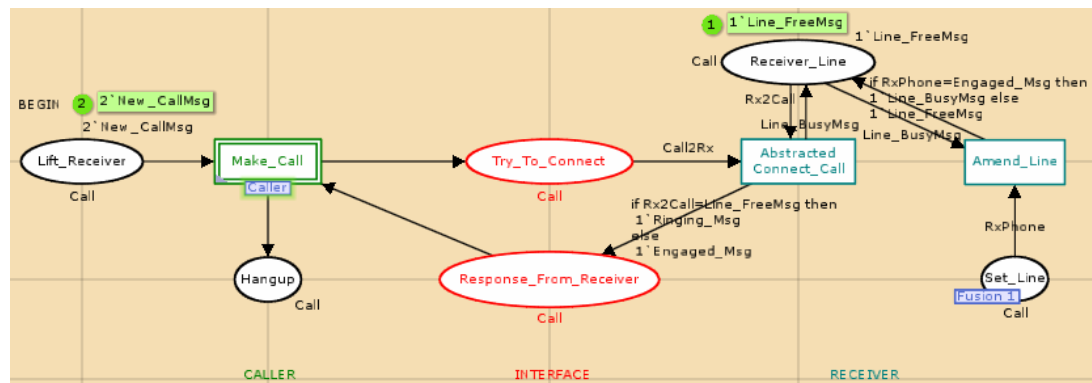 1
1`Line_FreeMsg
1`Line_FreeMsg
Call
Receiver_Line
BEGIN
2
2`New_CallMsg
2`New_CallMsg
if RxPhone=Engaged_Msg then
1`Line_BusyMsg else
1`Line_FreeMsg
Rx2Call
Line_BusyMsg
Line_BusyMsg
Lift_Receiver
Call
Make_Call
Caller
Try_To_Connect
Call
Call2Rx
Abstracted
Connect_Call
Amend_Line
if Rx2Call=Line_FreeMsg then
1`Ringing_Msg
else
1`Engaged_Msg
RxPhone
Hangup
Call
Response_From_Receiver
Call
Set_Line
Fusion 1
Call
CALLER
INTERFACE
RECEIVER